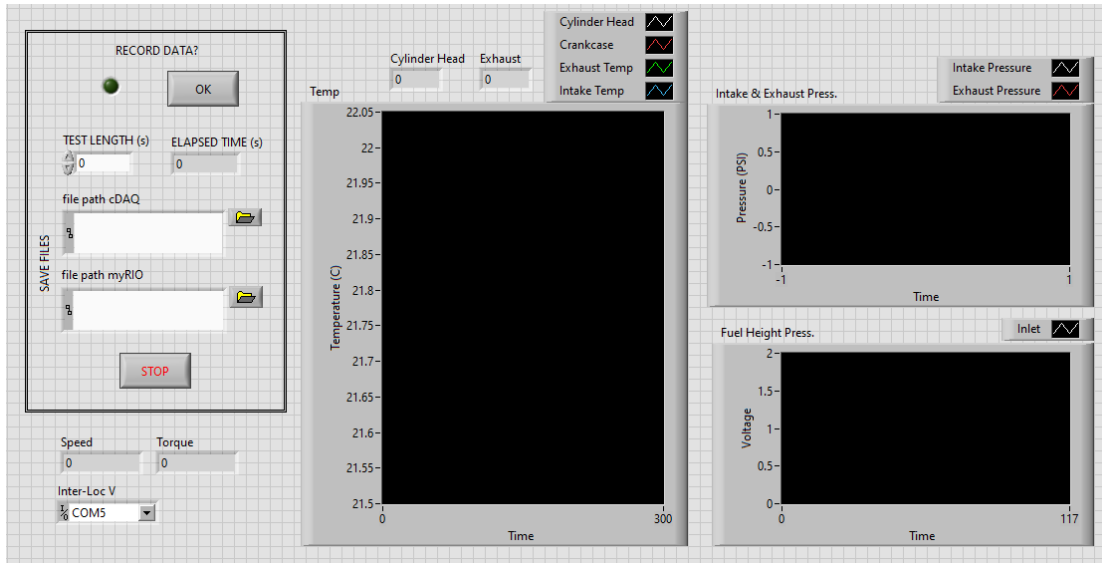 RECORD DATA?
OK
TEST LENGTH (s)
ELAPSED TIME (s)
0
0
file path cDAQ
SAVE FILES
file path myRIO
STOP
Speed
Torque
0
0
Inter-Loc V
I/0 COM5
Cylinder Head
Exhaust
0
0
Cylinder Head
Crankcase
Exhaust Temp
Intake Temp
Temp
22.05
22
21.95
21.9
21.85
21.8
21.75
21.7
21.65
21.6
21.55
21.5
Temperature (C)
0
300
Time
Intake Pressure
Exhaust Pressure
Intake & Exhaust Press.
1
0.5
0
-0.5
-1
Pressure (PSI)
-1
1
Time
Inlet
Fuel Height Press.
2
1.5
1
0.5
0
Voltage
0
117
Time